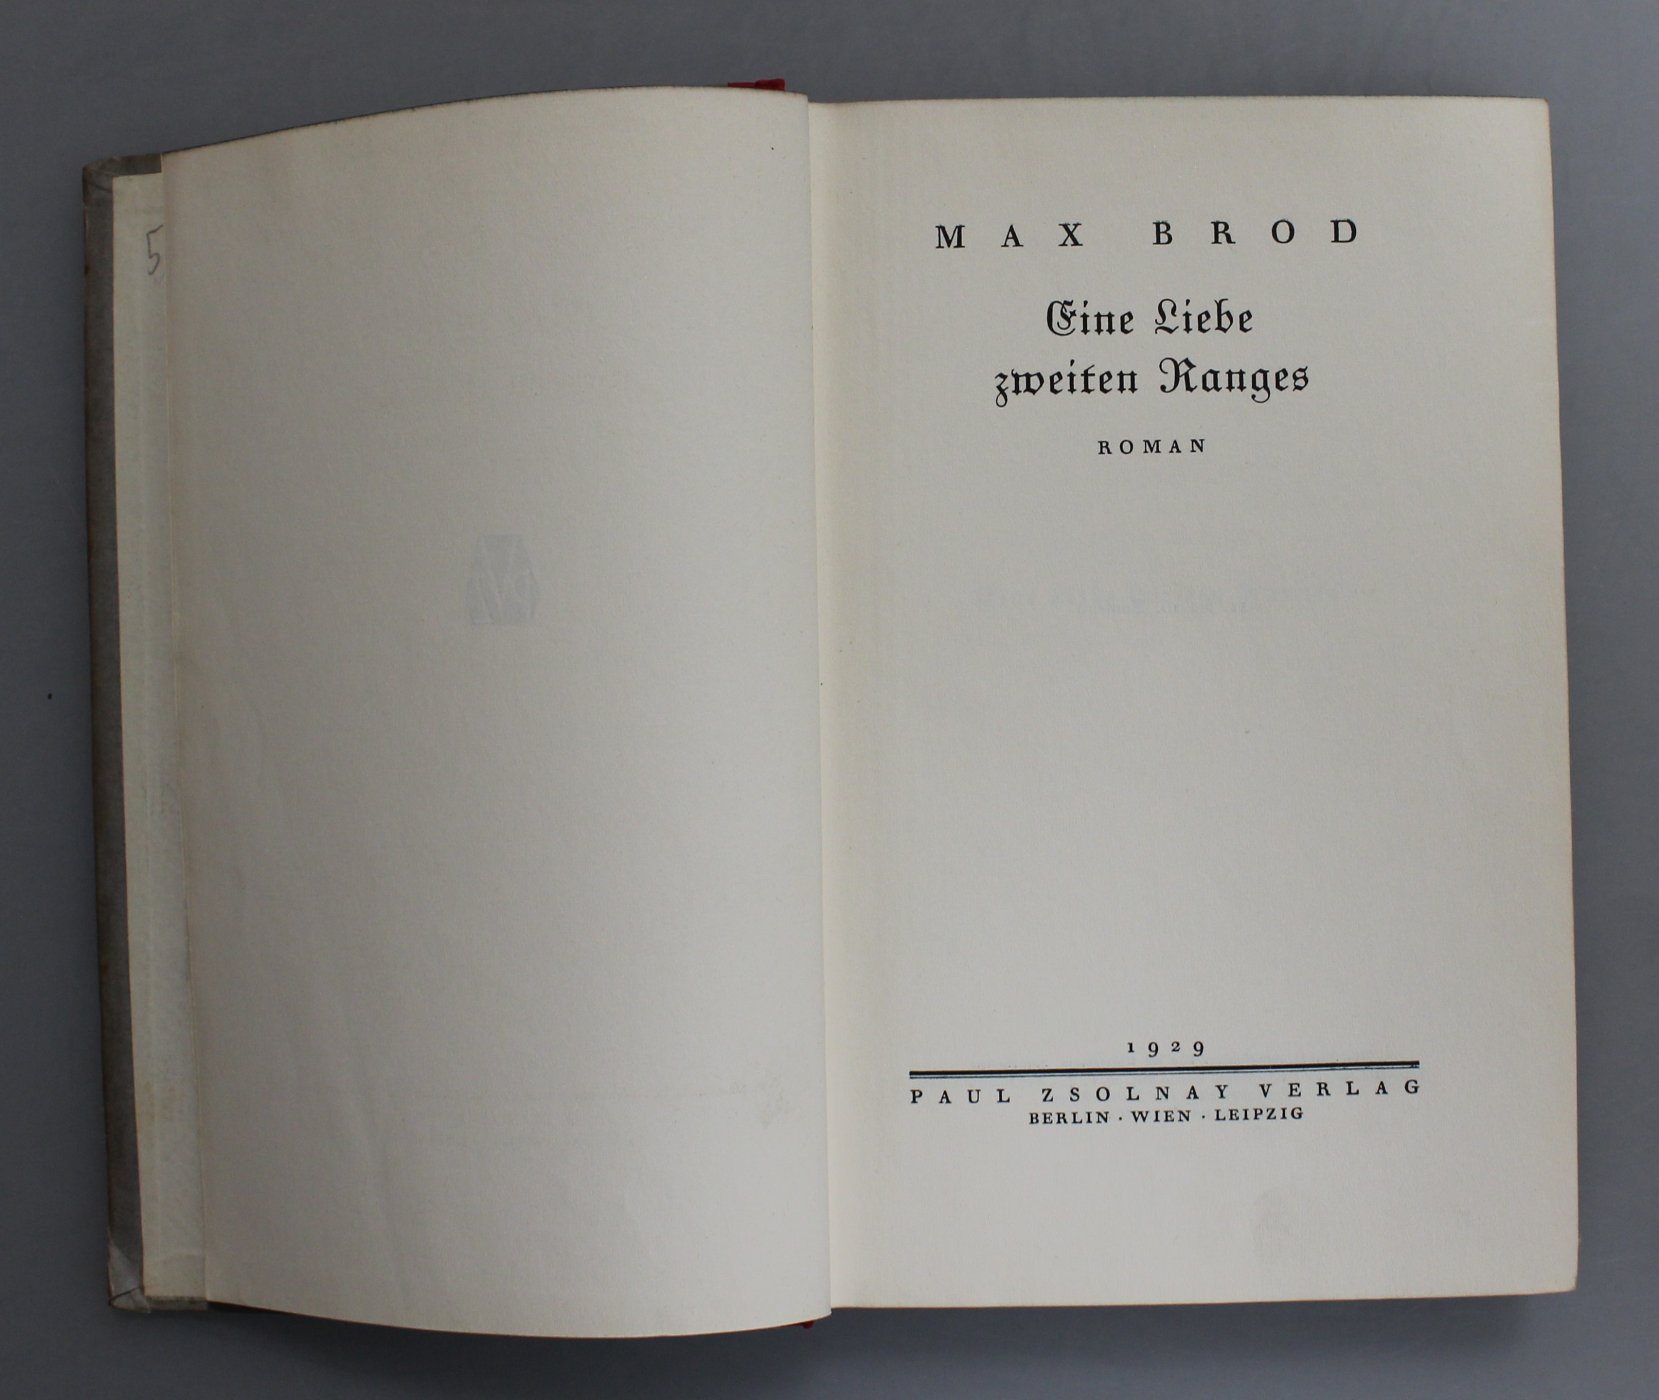 5
MAX BROD
Eine Liebe
zweiten Ranges
ROMAN
1929
PAUL ZSOLNAY VERLAG
BERLIN · WIEN · LEIPZIG